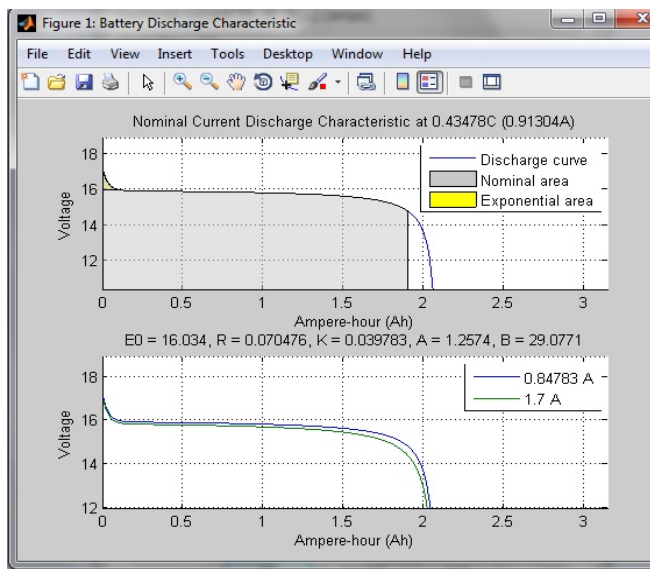 Figure 1: Battery Discharge Characteristic
File Edit View Insert Tools Desktop Window Help
Nominal Current Discharge Characteristic at 0.43478C (0.91304A)
Voltage
18
16
14
12
Discharge curve
Nominal area
Exponential area
0 0.5 1 1.5 2 2.5 3
Ampere-hour (Ah)
E0 = 16.034, R = 0.070476, K = 0.039783, A = 1.2574, B = 29.0771
Voltage
18
16
14
12
0.84783 A
1.7 A
0 0.5 1 1.5 2 2.5 3
Ampere-hour (Ah)